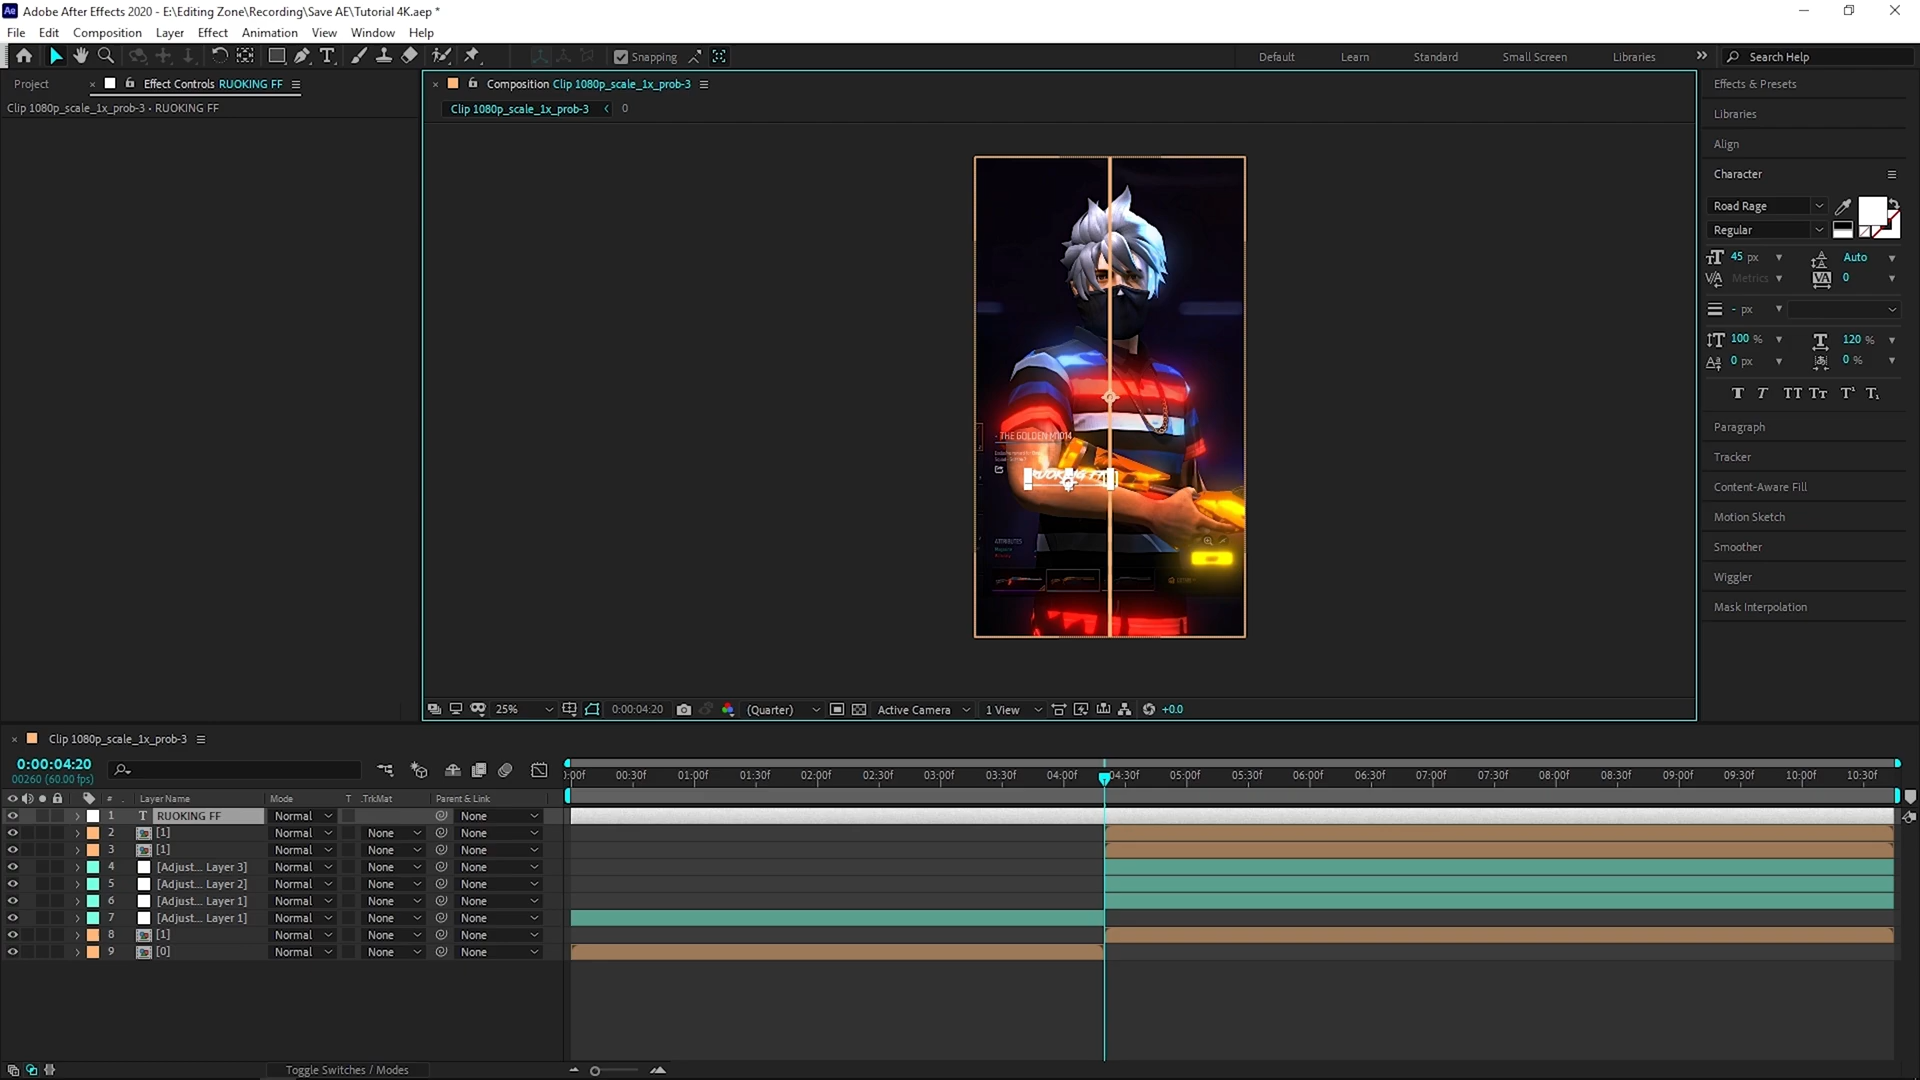 Adobe After Effects 2020 - E:\Editing Zone\Recording\Save AE\Tutorial 4K.aep *
File Edit Composition Layer Effect Animation View Window Help
Snapping Default Learn Standard Small Screen Libraries Search Help
Project Effect Controls RUOKING FF
Clip 1080p_scale_1x_prob-3 • RUOKING FF
Composition Clip 1080p_scale_1x_prob-3
Clip 1080p_scale_1x_prob-3 0
- THE GOLDEN M1014
RUOKING FF
ATTRIBUTES
25% 0:00:04:20 (Quarter) Active Camera 1 View +0.0
Effects & Presets
Libraries
Align
Character
Road Rage
Regular
45 px Auto
Metrics 0
- px
100 % 120 %
0 px 0 %
Paragraph
Tracker
Content-Aware Fill
Motion Sketch
Smoother
Wiggler
Mask Interpolation
Clip 1080p_scale_1x_prob-3
0:00:04:20
00260 (60.00 fps)
:00f 00:30f 01:00f 01:30f 02:00f 02:30f 03:00f 03:30f 04:00f 04:30f 05:00f 05:30f 06:00f 06:30f 07:00f 07:30f 08:00f 08:30f 09:00f 09:30f 10:00f 10:30f
# Layer Name Mode T .TrkMat Parent & Link
1 T RUOKING FF Normal None
2 [1] Normal None None
3 [1] Normal None None
4 [Adjust... Layer 3] Normal None None
5 [Adjust... Layer 2] Normal None None
6 [Adjust... Layer 1] Normal None None
7 [Adjust... Layer 1] Normal None None
8 [1] Normal None None
9 [0] Normal None None
Toggle Switches / Modes